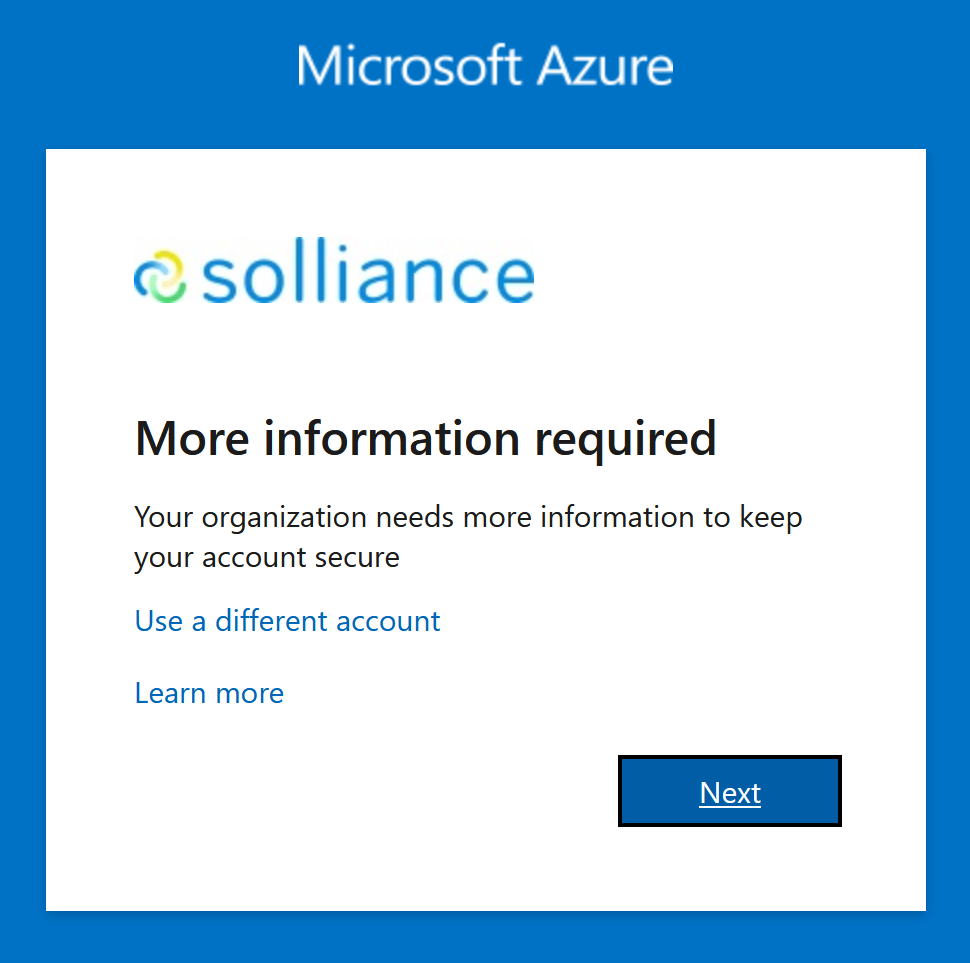 Microsoft Azure
solliance
More information required
Your organization needs more information to keep
your account secure
Use a different account
Learn more
Next